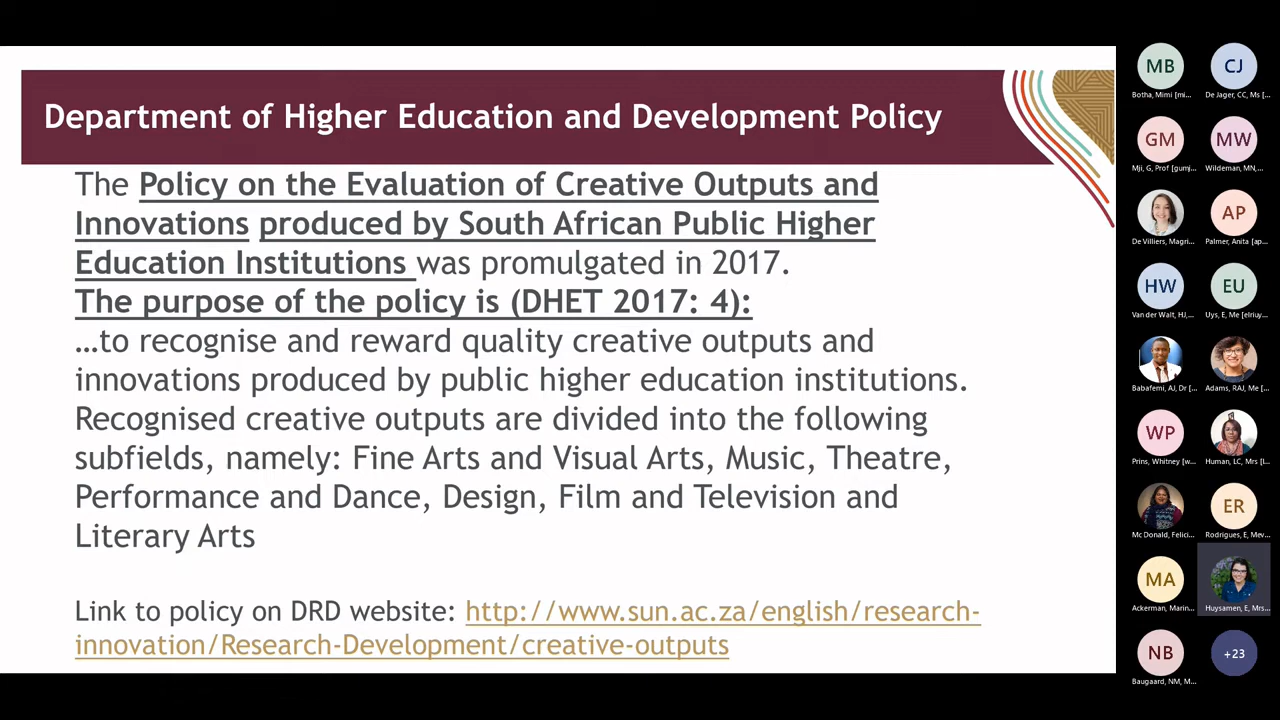 Department of Higher Education and Development Policy
The Policy on the Evaluation of Creative Outputs and
Innovations produced by South African Public Higher
Education Institutions was promulgated in 2017.
The purpose of the policy is (DHET 2017: 4):
…to recognise and reward quality creative outputs and
innovations produced by public higher education institutions.
Recognised creative outputs are divided into the following
subfields, namely: Fine Arts and Visual Arts, Music, Theatre,
Performance and Dance, Design, Film and Television and
Literary Arts
Link to policy on DRD website: http://www.sun.ac.za/english/research-
innovation/Research-Development/creative-outputs
MB CJ
Botha, Mimi [mi... De Jager, CC, Ms [...
GM MW
Mji, G, Prof [gumj... Wildeman, MN,...
AP
De Villiers, Magri... Palmer, Anita [ap...
HW EU
Van der Walt, HJ,... Uys, E, Me [elriuy...
Babafemi, AJ, Dr [... Adams, RAJ, Me [...
WP
Prins, Whitney [w... Human, LC, Mrs [l...
ER
Mc Donald, Felici... Rodrigues, E, Mev...
MA
Ackerman, Marin... Huysamen, E, Mrs...
NB +23
Baugaard, NM, M...